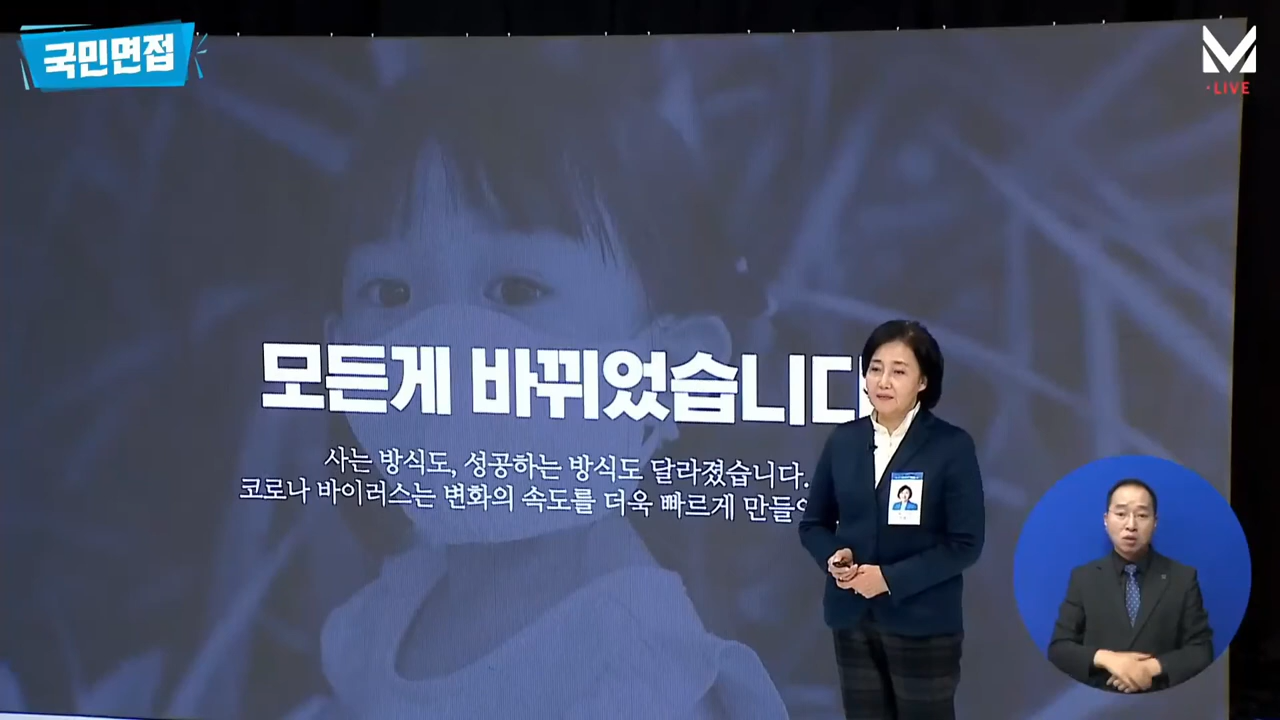 국민면접
LIVE
모든게 바뀌었습니다
사는 방식도, 성공하는 방식도 달라졌습니다.
코로나 바이러스는 변화의 속도를 더욱 빠르게